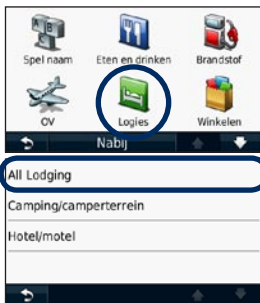 Spel naam Eten en drinken Brandstof
OV Logies Winkelen
Nabij
All Lodging
Camping/camperterrein
Hotel/motel